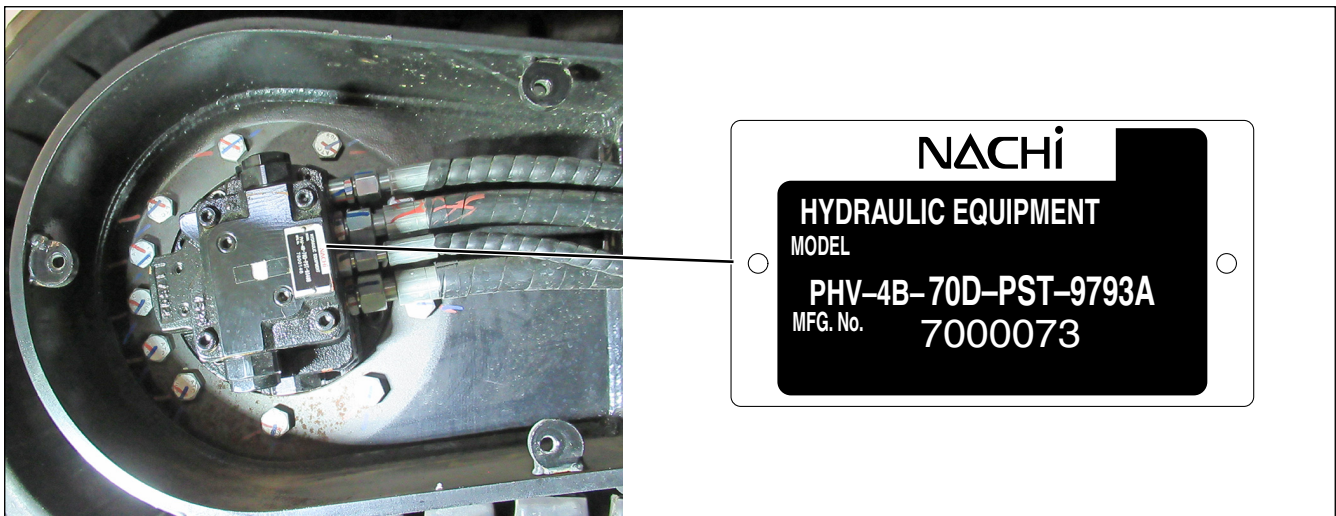 NACHi
HYDRAULIC EQUIPMENT
MODEL
PHV–4B–70D–PST–9793A
MFG. No.
7000073